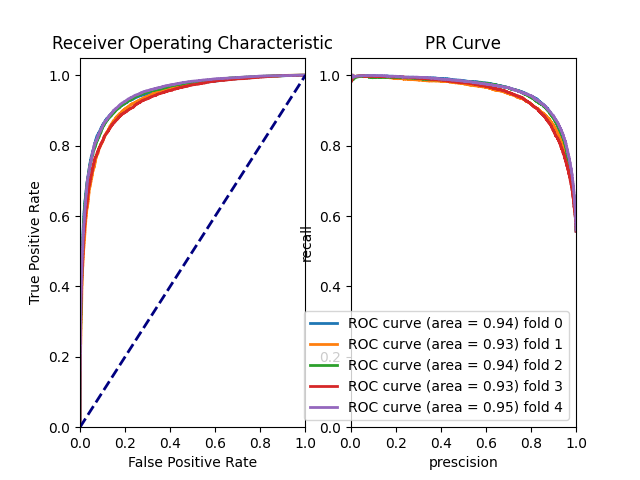 Receiver Operating Characteristic
True Positive Rate
1.0
0.8
0.6
0.4
0.2
0.0
0.0 0.2 0.4 0.6 0.8 1.0
False Positive Rate
PR Curve
recall
1.0
0.8
0.6
0.4
0.2
0.0
0.0 0.2 0.4 0.6 0.8 1.0
prescision
ROC curve (area = 0.94) fold 0
ROC curve (area = 0.93) fold 1
ROC curve (area = 0.94) fold 2
ROC curve (area = 0.93) fold 3
ROC curve (area = 0.95) fold 4